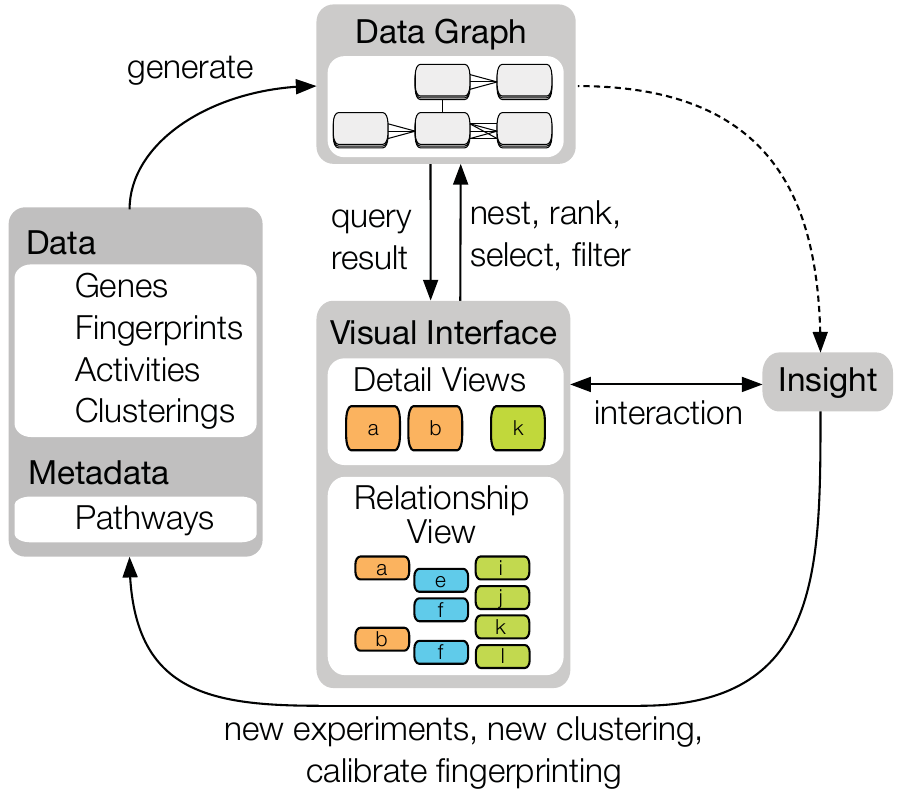 Data Graph
generate
query
result
nest, rank,
select, filter
Data
Genes
Fingerprints
Activities
Clusterings
Metadata
Pathways
Visual Interface
Detail Views
a b k
Relationship
View
a
e
f
b
f
i
j
k
l
interaction
Insight
new experiments, new clustering,
calibrate fingerprinting